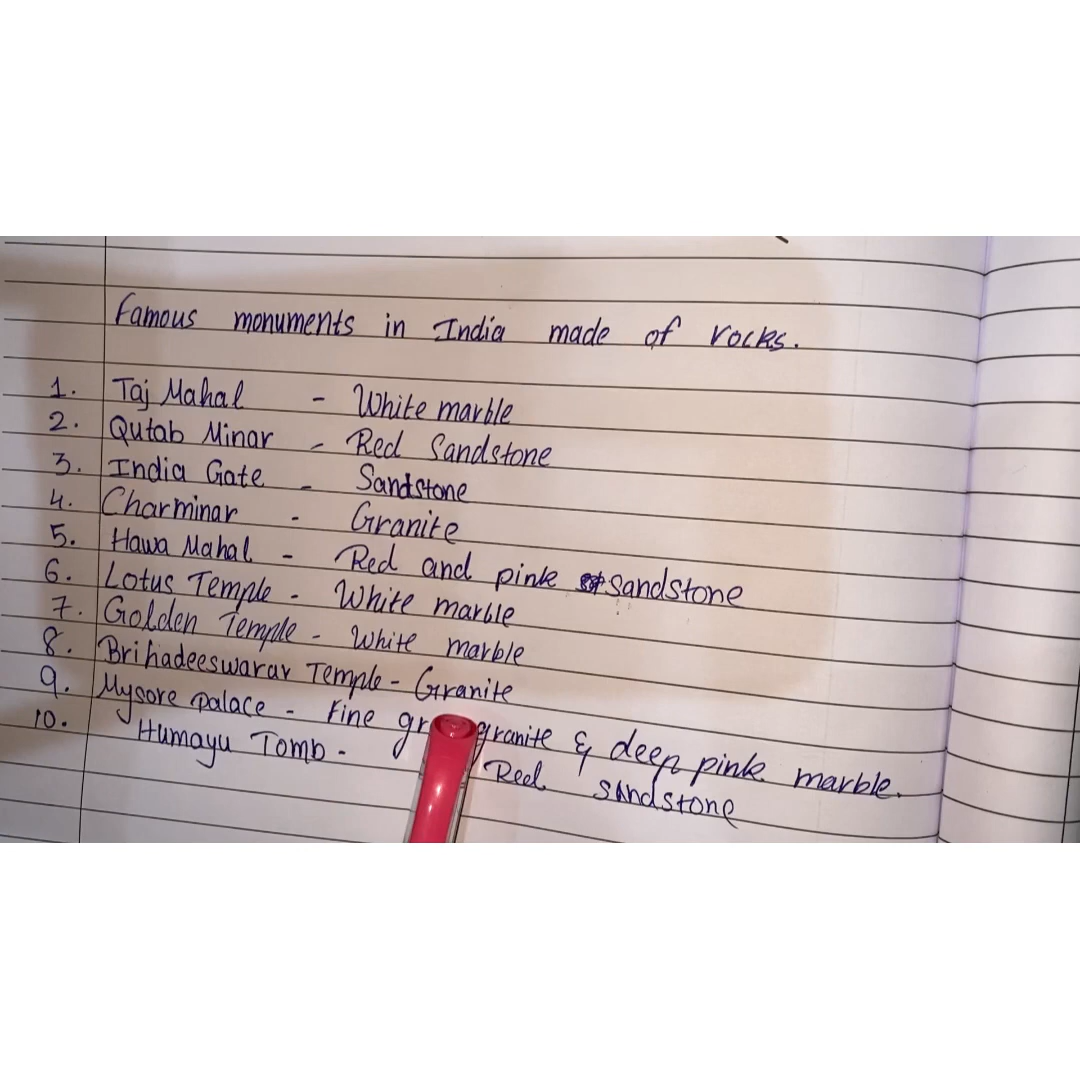 Famous monuments in India made of rocks.
1. Taj Mahal - White marble
2. Qutab Minar - Red Sandstone
3. India Gate - Sandstone
4. Charminar - Granite
5. Hawa Mahal - Red and pink sandstone
6. Lotus Temple - White marble
7. Golden Temple - White marble
8. Brihadeeswarar Temple - Granite
9. Mysore palace - Fine granite & deep pink marble.
10. Humayu Tomb - Red sandstone